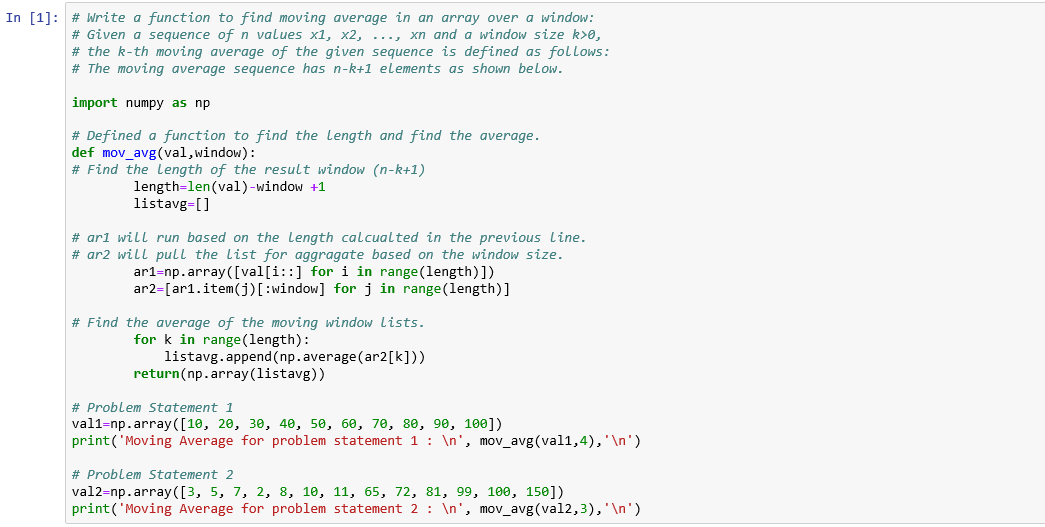 In [1]: # Write a function to find moving average in an array over a window:
# Given a sequence of n values x1, x2, ..., xn and a window size k>0,
# the k-th moving average of the given sequence is defined as follows:
# The moving average sequence has n-k+1 elements as shown below.
import numpy as np
# Defined a function to find the Length and find the average.
def mov_avg(val,window):
# Find the Length of the result window (n-k+1)
length=len(val)-window +1
listavg=[]
# ar1 will run based on the Length calcualted in the previous line.
# ar2 will pull the list for aggragate based on the window size.
ar1=np.array([val[i::] for i in range(length)])
ar2=[ar1.item(j)[:window] for j in range(length)]
# Find the average of the moving window lists.
for k in range(length):
listavg.append(np.average(ar2[k]))
return(np.array(listavg))
# Problem Statement 1
val1=np.array([10, 20, 30, 40, 50, 60, 70, 80, 90, 100])
print('Moving Average for problem statement 1 : \n', mov_avg(val1,4),'\n')
# Problem Statement 2
val2=np.array([3, 5, 7, 2, 8, 10, 11, 65, 72, 81, 99, 100, 150])
print('Moving Average for problem statement 2 : \n', mov_avg(val2,3),'\n')